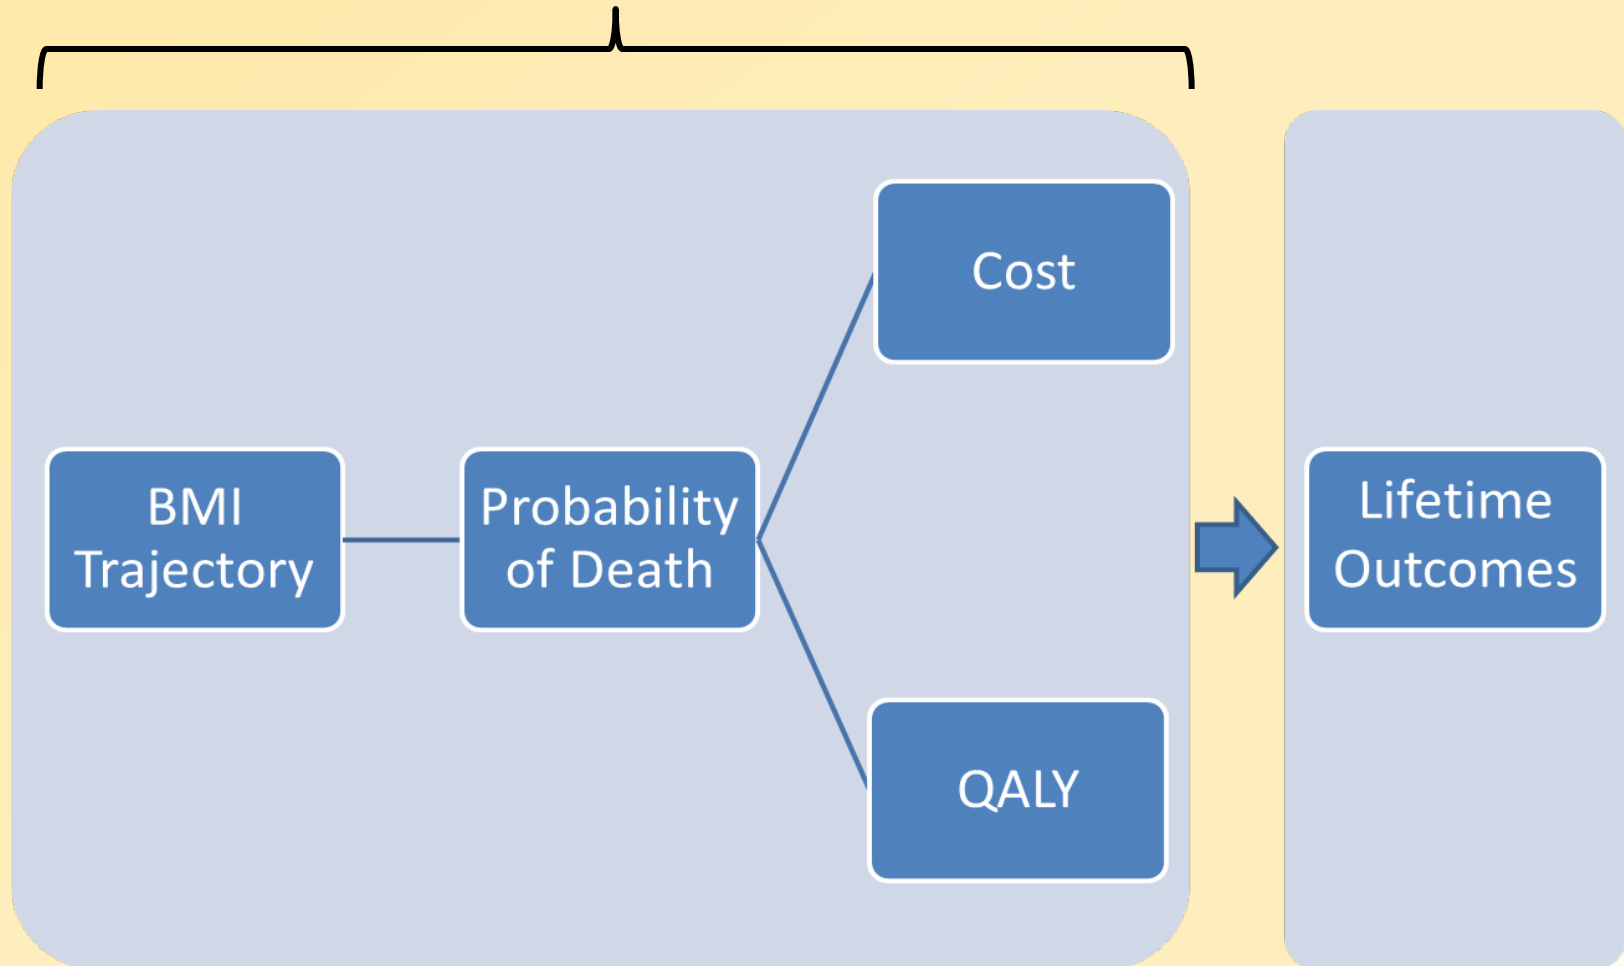 Cost
BMI
Trajectory
Probability
of Death
Lifetime
Outcomes
QALY